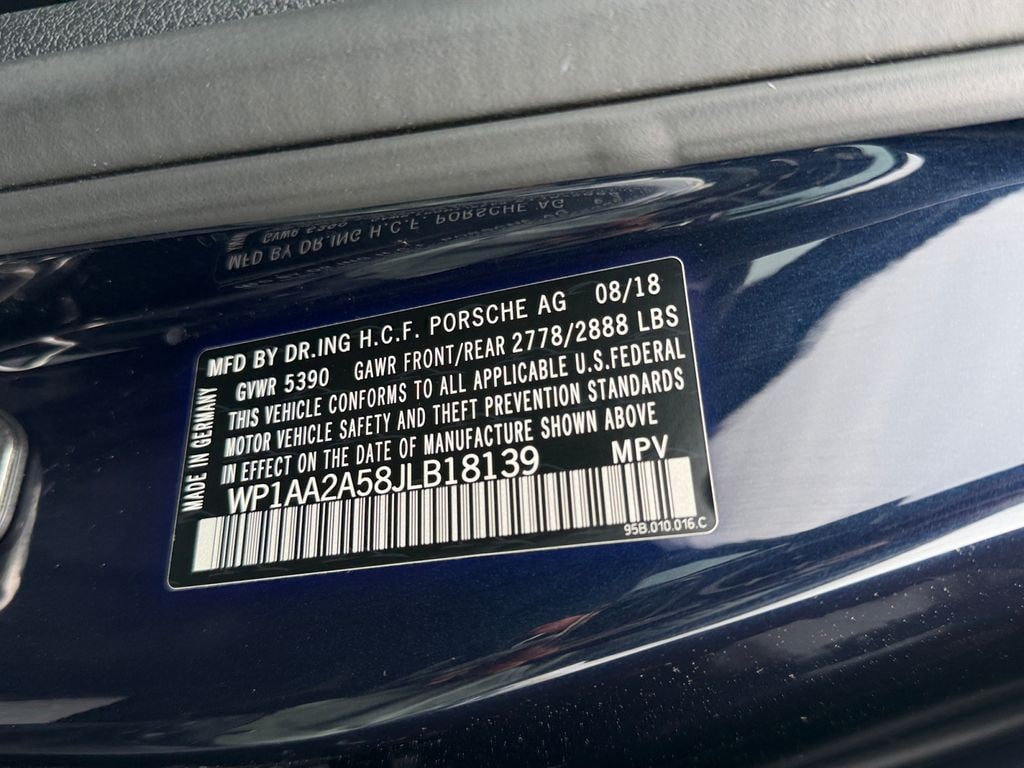 MFD BY DR.ING H.C.F. PORSCHE AG 08/18
GVWR 5390 GAWR FRONT/REAR 2778/2888 LBS
THIS VEHICLE CONFORMS TO ALL APPLICABLE U.S.FEDERAL
MOTOR VEHICLE SAFETY AND THEFT PREVENTION STANDARDS
IN EFFECT ON THE DATE OF MANUFACTURE SHOWN ABOVE
WP1AA2A58JLB18139 MPV
95B.010.016.C
MADE IN GERMANY